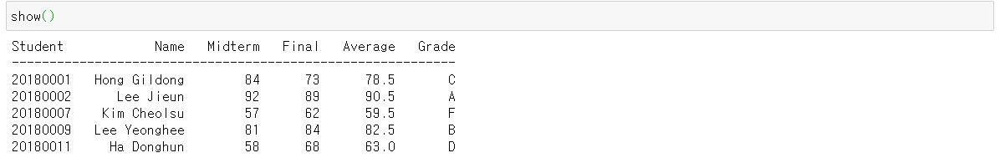 show()
Student Name Midterm Final Average Grade
------------------------------------------------------------
20180001 Hong Gildong 84 73 78.5 C
20180002 Lee Jieun 92 89 90.5 A
20180007 Kim Cheolsu 57 62 59.5 F
20180009 Lee Yeonghee 81 84 82.5 B
20180011 Ha Donghun 58 68 63.0 D